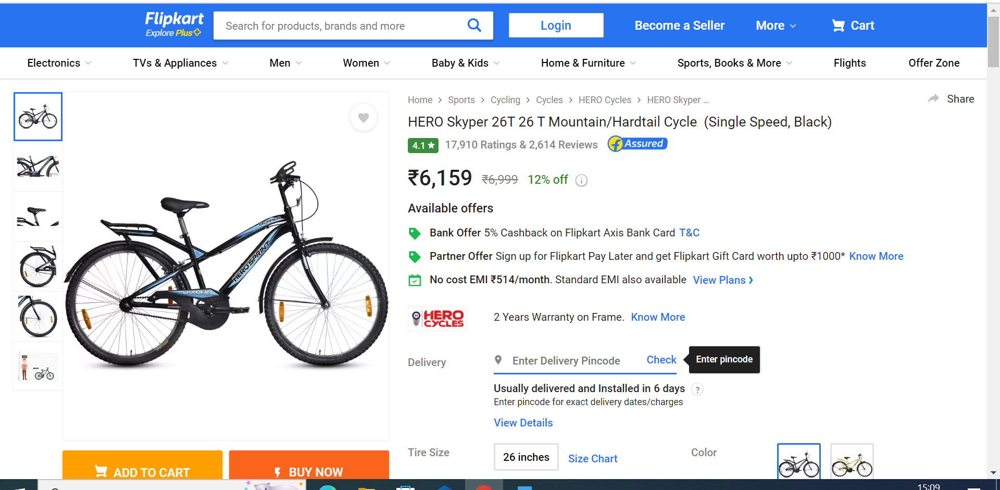 Flipkart
Explore Plus
Search for products, brands and more
Login
Become a Seller
More
Cart
Electronics
TVs & Appliances
Men
Women
Baby & Kids
Home & Furniture
Sports, Books & More
Flights
Offer Zone
Home
Sports
Cycling
Cycles
HERO Cycles
HERO Skyper ...
Share
HERO Skyper 26T 26 T Mountain/Hardtail Cycle (Single Speed, Black)
4.1
17,910 Ratings & 2,614 Reviews
Assured
₹6,159
₹6,999
12% off
i
Available offers
Bank Offer 5% Cashback on Flipkart Axis Bank Card T&C
Partner Offer Sign up for Flipkart Pay Later and get Flipkart Gift Card worth upto ₹1000* Know More
No cost EMI ₹514/month. Standard EMI also available View Plans
HERO
CYCLES
2 Years Warranty on Frame. Know More
Delivery
Enter Delivery Pincode
Check
Enter pincode
Usually delivered and Installed in 6 days
?
Enter pincode for exact delivery dates/charges
View Details
Tire Size
26 inches
Size Chart
Color
SKYPER
HERO SPRINT
SKYPER
ADD TO CART
BUY NOW
15:09